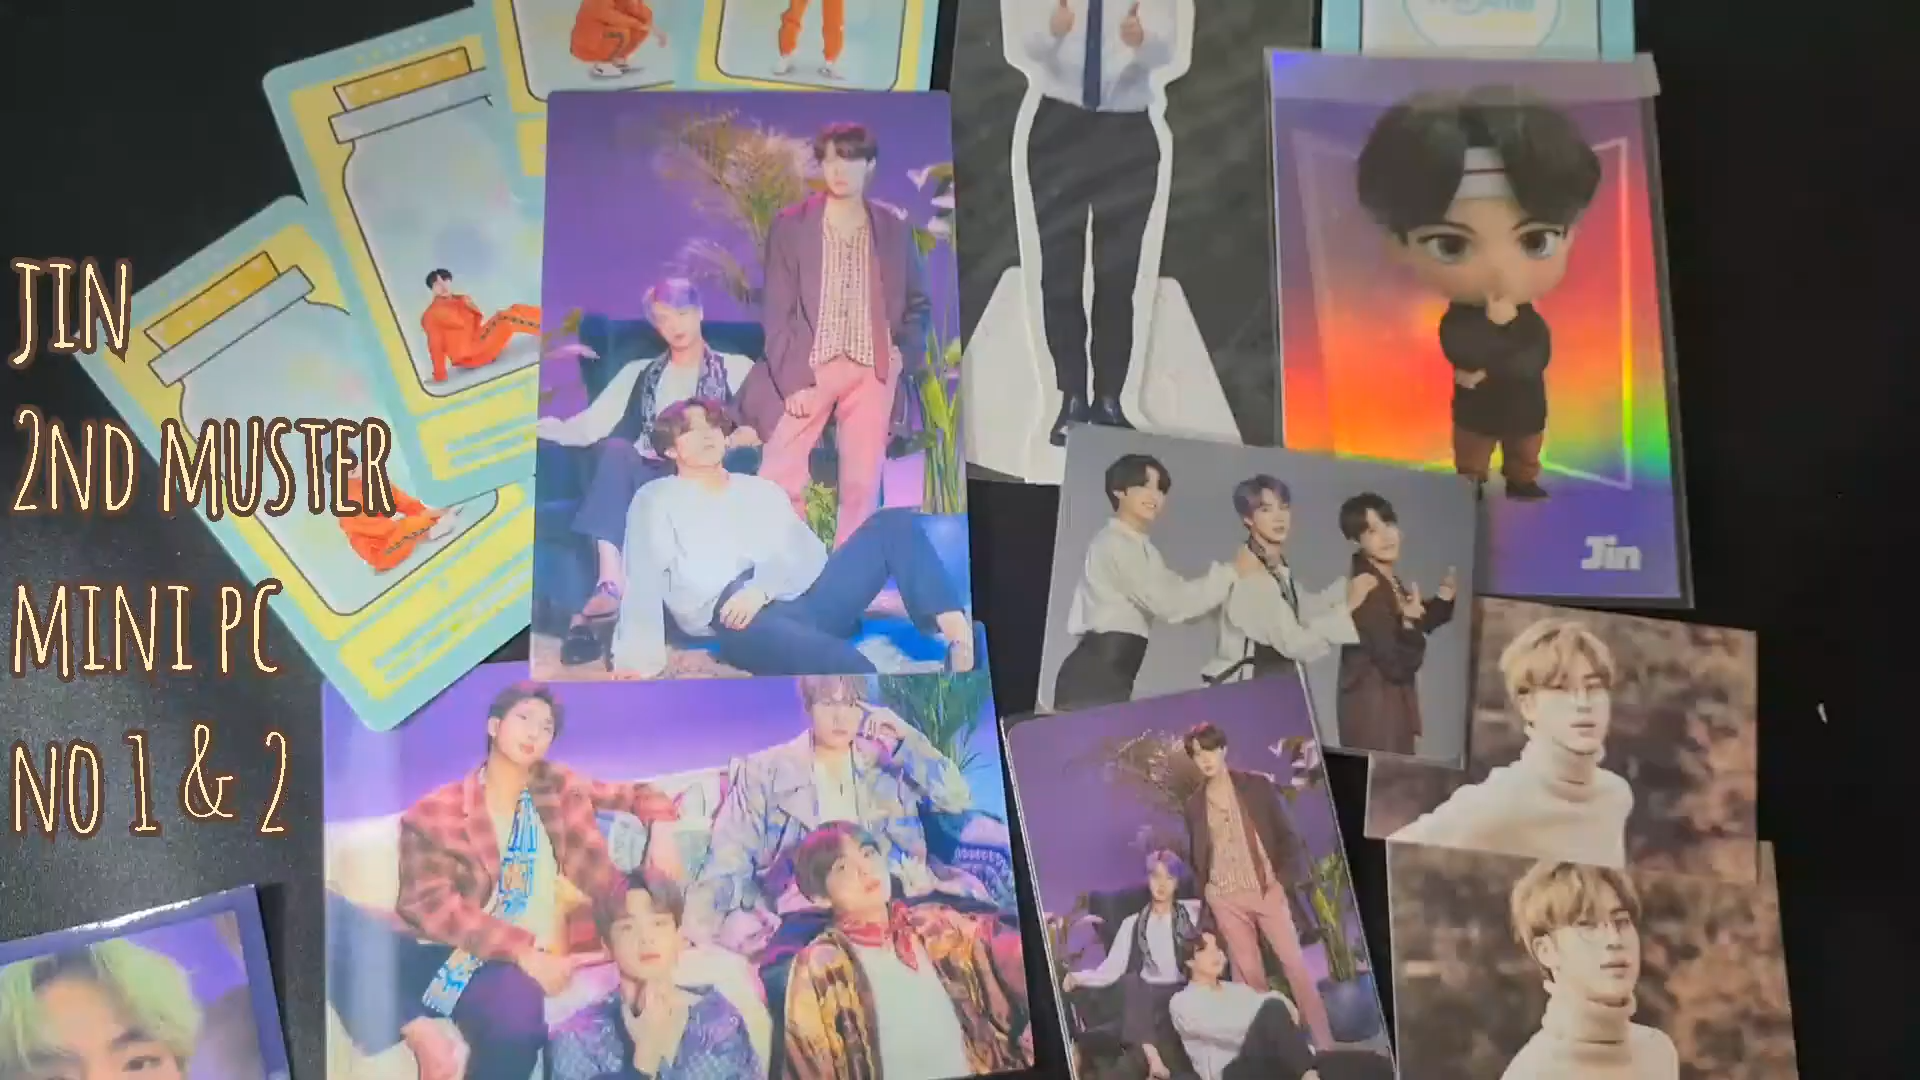 JIN
2ND MUSTER
MINI PC
NO 1 & 2
Jin